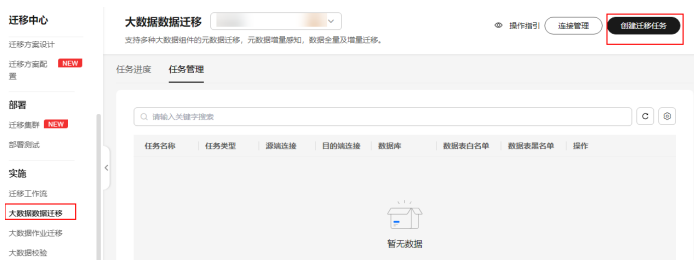 迁移中心
迁移方案设计
迁移方案配置 NEW
部署
迁移集群 NEW
部署测试
实施
迁移工作流
大数据数据迁移
大数据作业迁移
大数据校验
大数据数据迁移
操作指引 连接管理 创建迁移任务
支持多种大数据组件的元数据迁移，元数据增量感知，数据全量及增量迁移。
任务进度 任务管理
请输入关键字搜索
任务名称 任务类型 源端连接 目的端连接 数据库 数据表白名单 数据表黑名单 操作
暂无数据